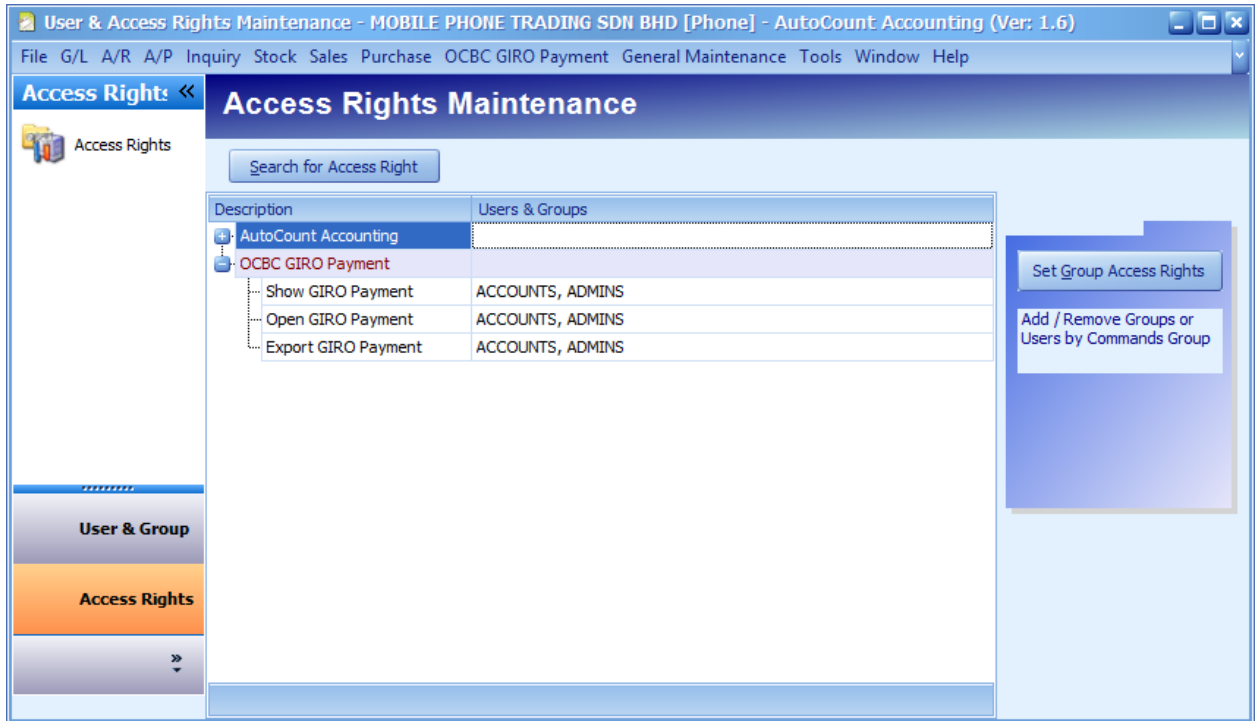 User & Access Rights Maintenance - MOBILE PHONE TRADING SDN BHD [Phone] - AutoCount Accounting (Ver: 1.6)
File G/L A/R A/P Inquiry Stock Sales Purchase OCBC GIRO Payment General Maintenance Tools Window Help
Access Rights
Access Rights Maintenance
Access Rights
Search for Access Right
Description Users & Groups
AutoCount Accounting
OCBC GIRO Payment
Show GIRO Payment ACCOUNTS, ADMINS
Open GIRO Payment ACCOUNTS, ADMINS
Export GIRO Payment ACCOUNTS, ADMINS
Set Group Access Rights
Add / Remove Groups or
Users by Commands Group
User & Group
Access Rights